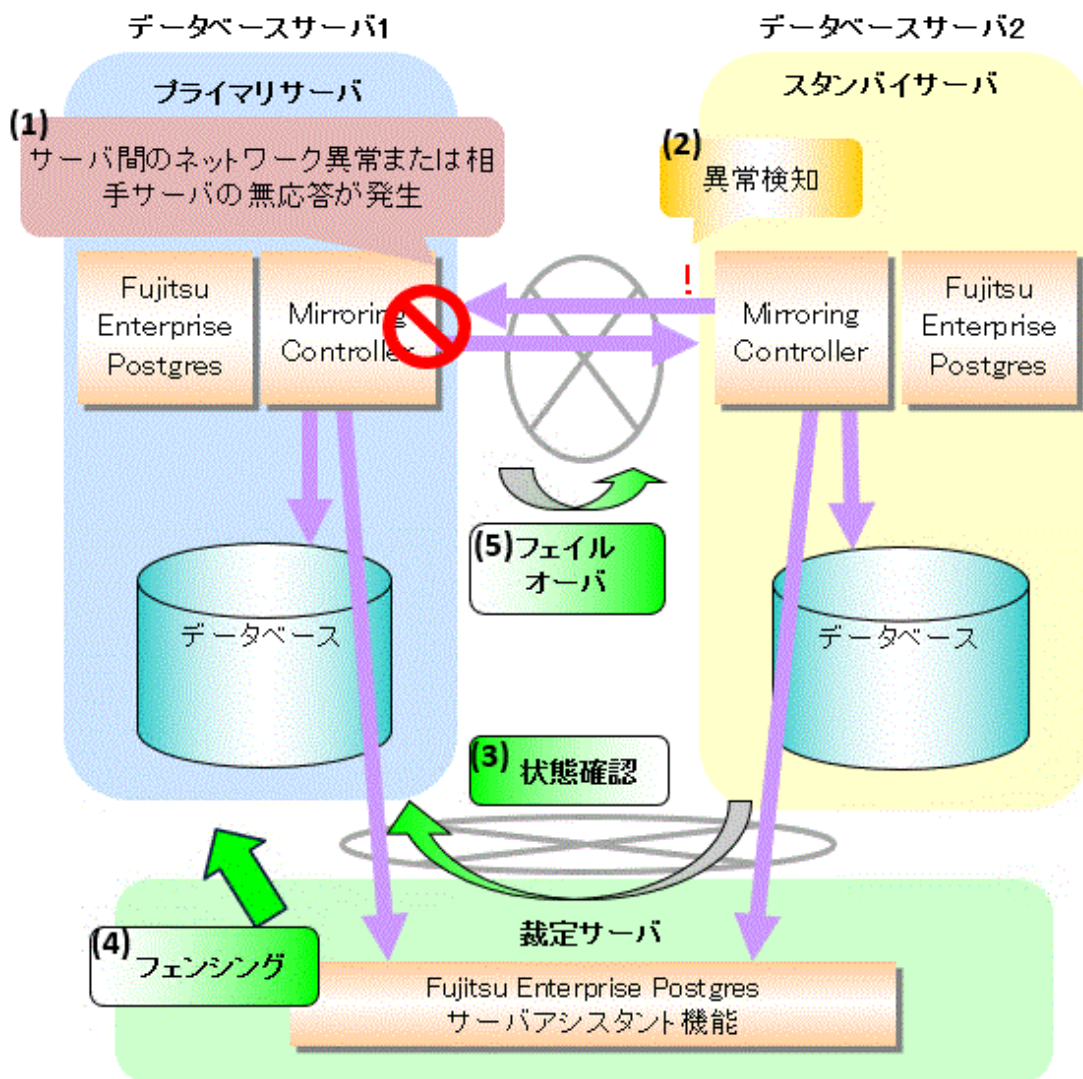 データベースサーバ1
データベースサーバ2
プライマリサーバ
スタンバイサーバ
(1)
サーバ間のネットワーク異常または相
手サーバの無応答が発生
(2)
異常検知
!
Fujitsu
Enterprise
Postgres
Mirroring
Controller
Mirroring
Controller
Fujitsu
Enterprise
Postgres
(5)フェイル
オーバ
データベース
データベース
(3) 状態確認
(4)
フェンシング
裁定サーバ
Fujitsu Enterprise Postgres
サーバアシスタント機能